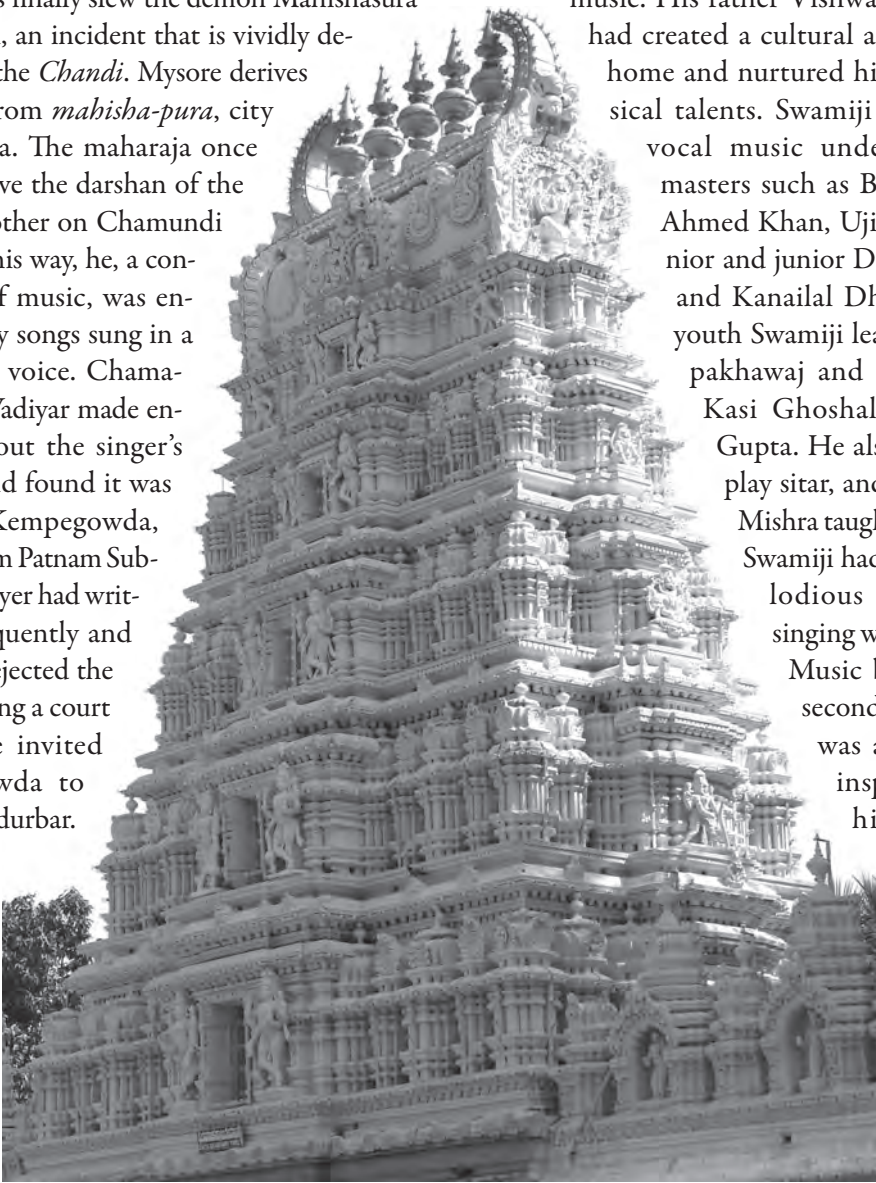 s finally slew the demon Mahishasura
, an incident that is vividly de-
the Chandi. Mysore derives
rom mahisha-pura, city
a. The maharaja once
ve the darshan of the
other on Chamundi
his way, he, a con-
f music, was en-
y songs sung in a
voice. Chama-
Vadiyar made en-
out the singer's
d found it was
Kempegowda,
m Patnam Sub-
yer had writ-
quently and
ejected the
ng a court
e invited
wda to
durbar.
music. His father Vishwa
had created a cultural a
home and nurtured hi
sical talents. Swamiji
vocal music unde
masters such as B
Ahmed Khan, Uji
nior and junior D
and Kanailal Dh
youth Swamiji lea
pakhawaj and
Kasi Ghoshal
Gupta. He als
play sitar, and
Mishra taugh
Swamiji had
lodious
singing w
Music b
second
was a
insp
hi